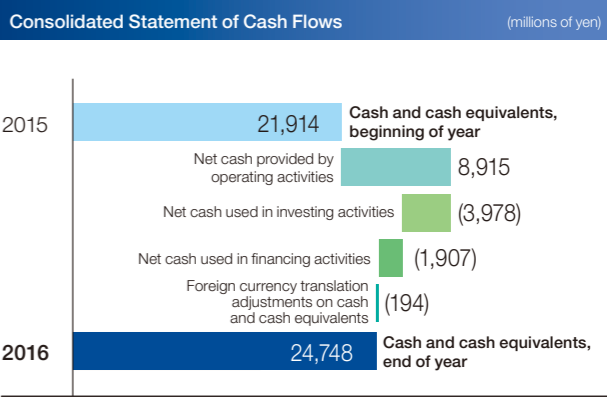 Consolidated Statement of Cash Flows (millions of yen)
2015
21,914
Cash and cash equivalents,
beginning of year
Net cash provided by
operating activities
8,915
Net cash used in investing activities
(3,978)
Net cash used in financing activities
(1,907)
Foreign currency translation
adjustments on cash
and cash equivalents
(194)
2016
24,748
Cash and cash equivalents,
end of year